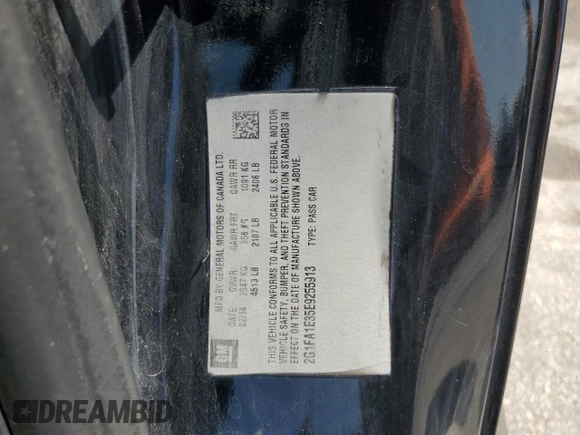 GM
MFD BY GENERAL MOTORS OF CANADA LTD.
DATE GVWR GAWR FRT GAWR RR
02/14 2047 KG 956 KG 1091 KG
4513 LB 2107 LB 2406 LB
THIS VEHICLE CONFORMS TO ALL APPLICABLE U.S. FEDERAL MOTOR
VEHICLE SAFETY, BUMPER, AND THEFT PREVENTION STANDARDS IN
EFFECT ON THE DATE OF MANUFACTURE SHOWN ABOVE.
2G1FA1E35E9255913 TYPE: PASS CAR
DREAMBID